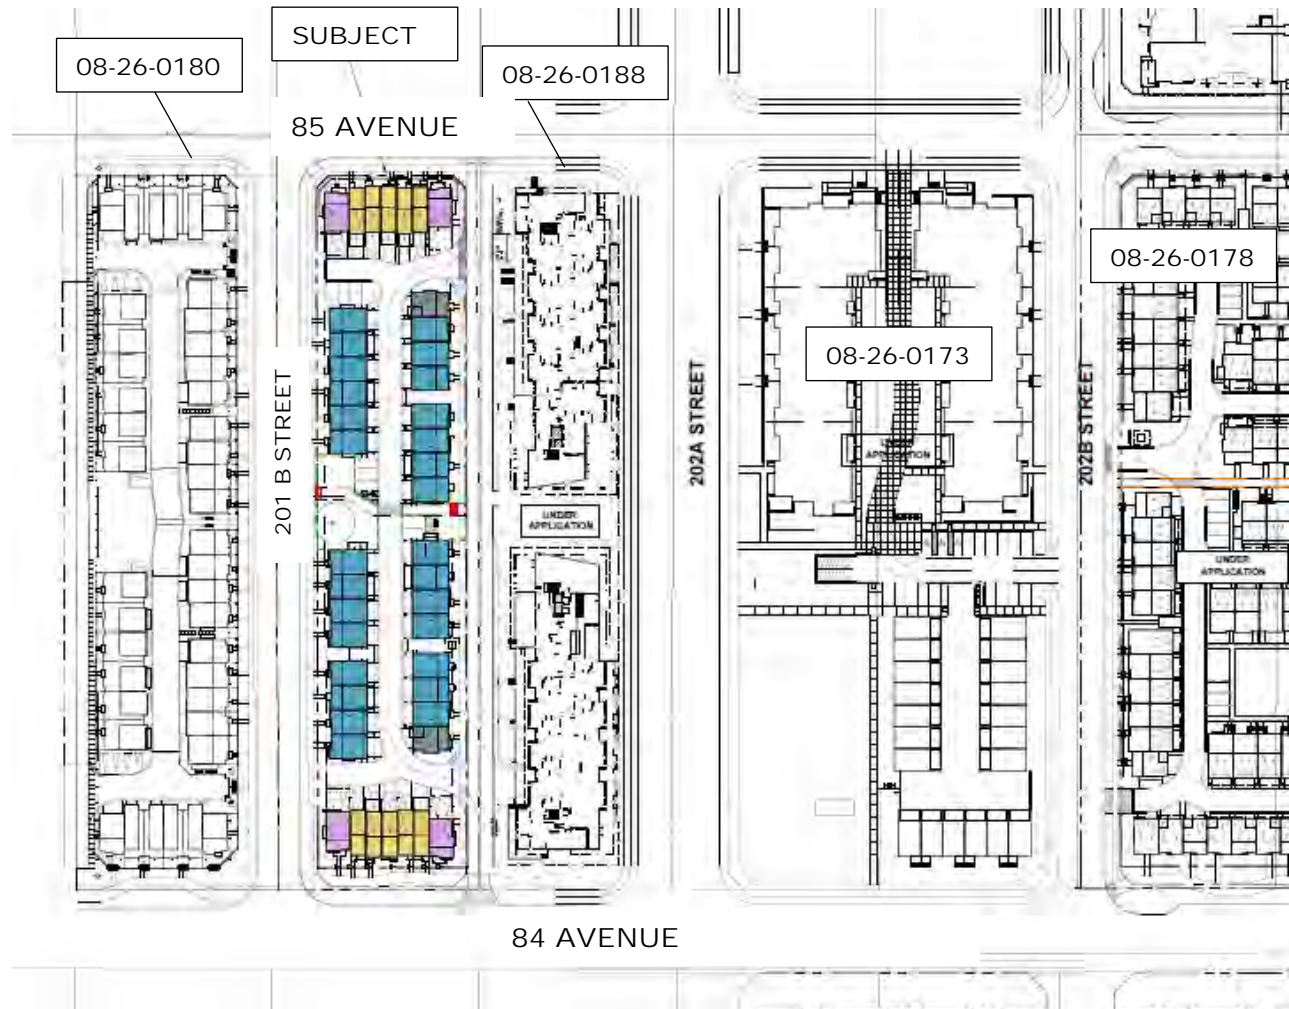 SUBJECT
08-26-0180
08-26-0188
85 AVENUE
08-26-0178
08-26-0173
201 B STREET
202A STREET
202B STREET
UNDER
APPLICATION
UNDER
APPLICATION
UNDER
APPLICATION
84 AVENUE